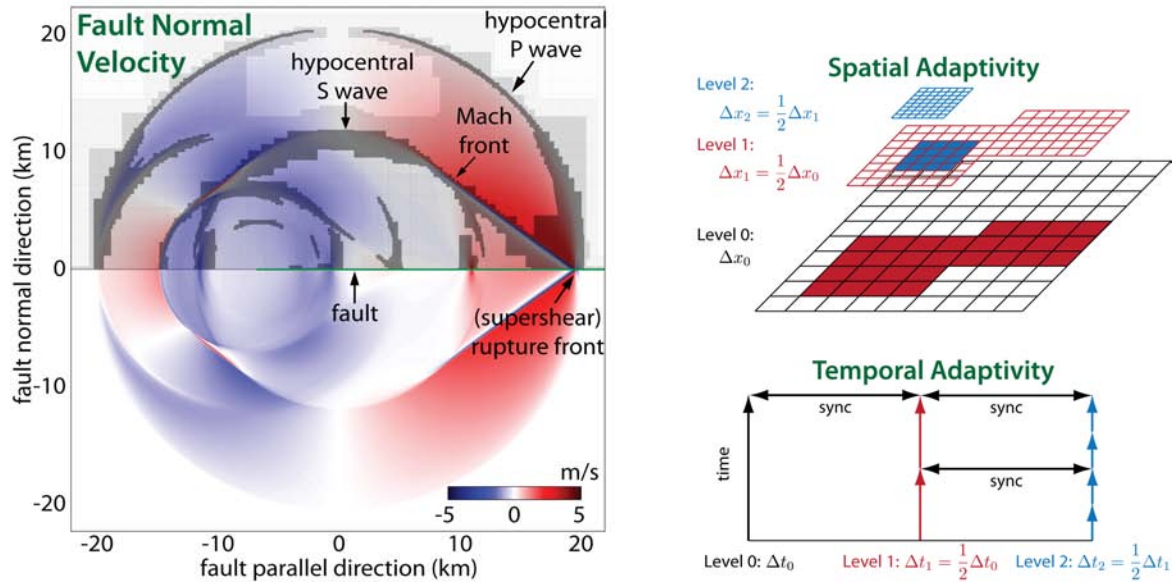 Fault Normal
Velocity
hypocentral
P wave
hypocentral
S wave
Mach
front
fault
(supershear)
rupture front
m/s
-5
0
5
fault normal direction (km)
20
10
0
-10
-20
-20
-10
0
10
20
fault parallel direction (km)
Spatial Adaptivity
Level 2:
Δx₂ = 1/2 Δx₁
Level 1:
Δx₁ = 1/2 Δx₀
Level 0:
Δx₀
Temporal Adaptivity
sync
sync
sync
time
Level 0: Δt₀
Level 1: Δt₁ = 1/2 Δt₀
Level 2: Δt₂ = 1/2 Δt₁